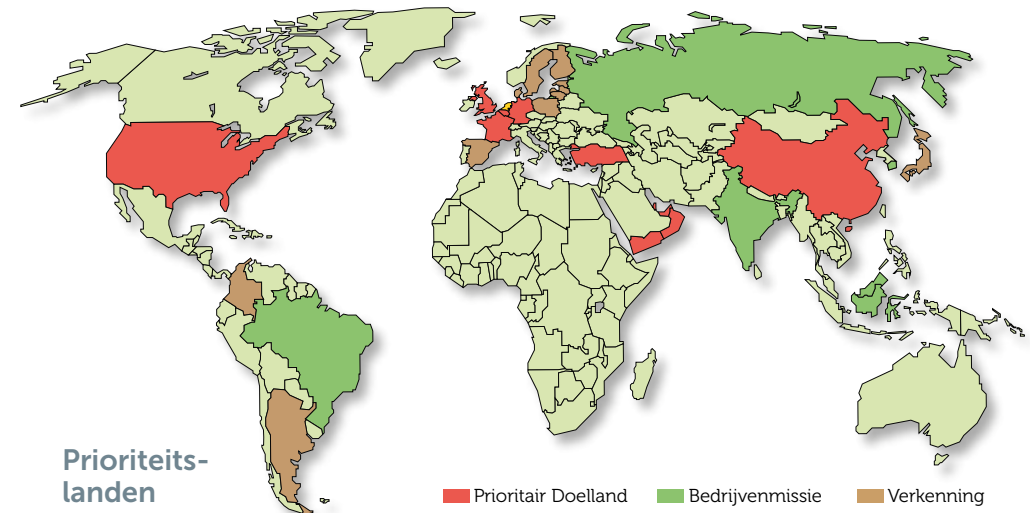 Prioriteits-
landen
Prioritair Doelland
Bedrijvenmissie
Verkenning